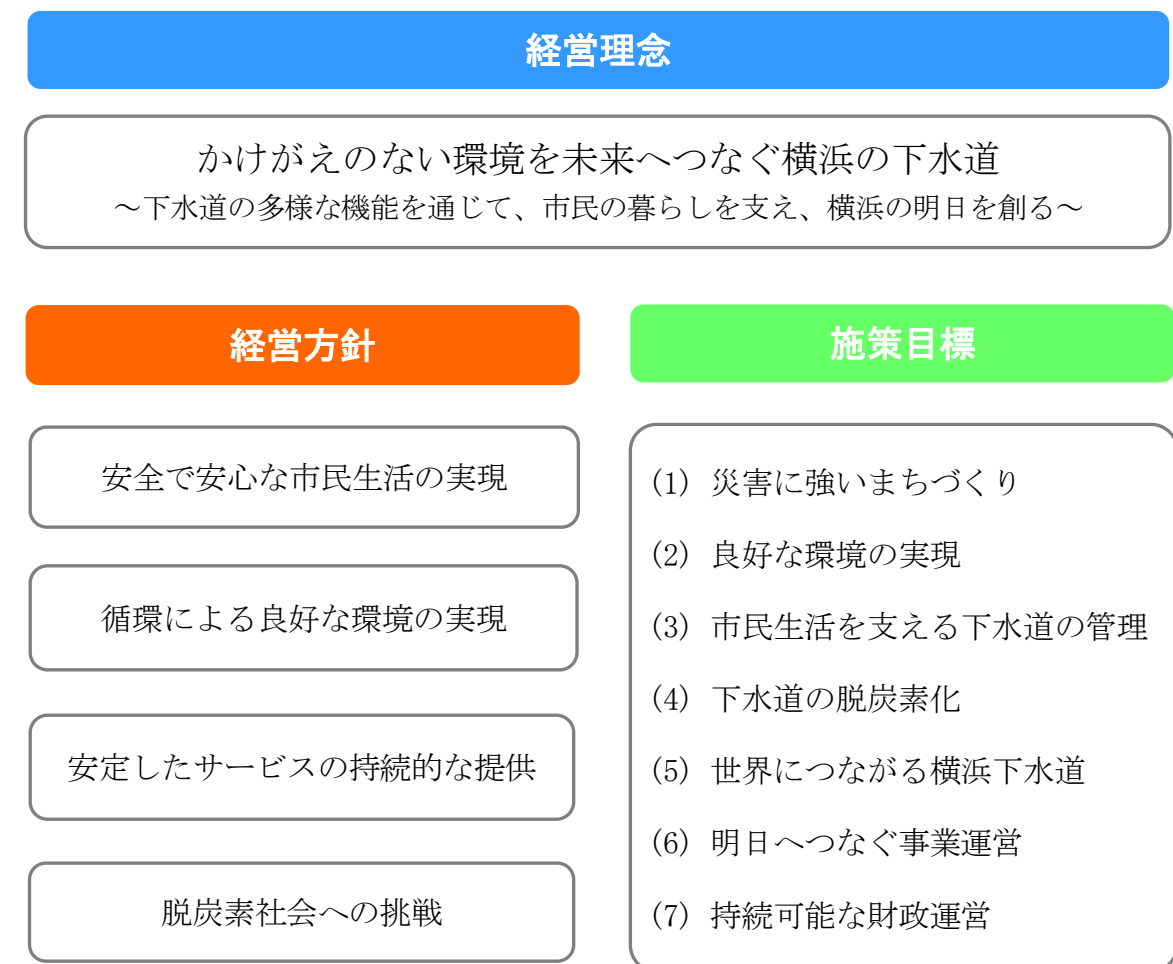 経営理念
かけがえのない環境を未来へつなぐ横浜の下水道
～下水道の多様な機能を通じて、市民の暮らしを支え、横浜の明日を創る～
経営方針
安全で安心な市民生活の実現
循環による良好な環境の実現
安定したサービスの持続的な提供
脱炭素社会への挑戦
施策目標
(1) 災害に強いまちづくり
(2) 良好な環境の実現
(3) 市民生活を支える下水道の管理
(4) 下水道の脱炭素化
(5) 世界につながる横浜下水道
(6) 明日へつなぐ事業運営
(7) 持続可能な財政運営